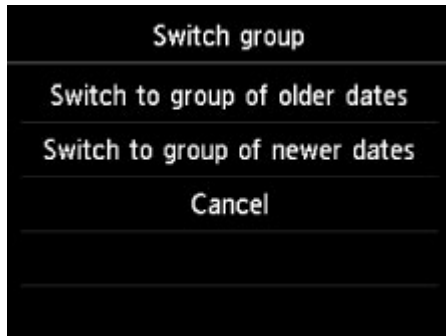 Switch group
Switch to group of older dates
Switch to group of newer dates
Cancel